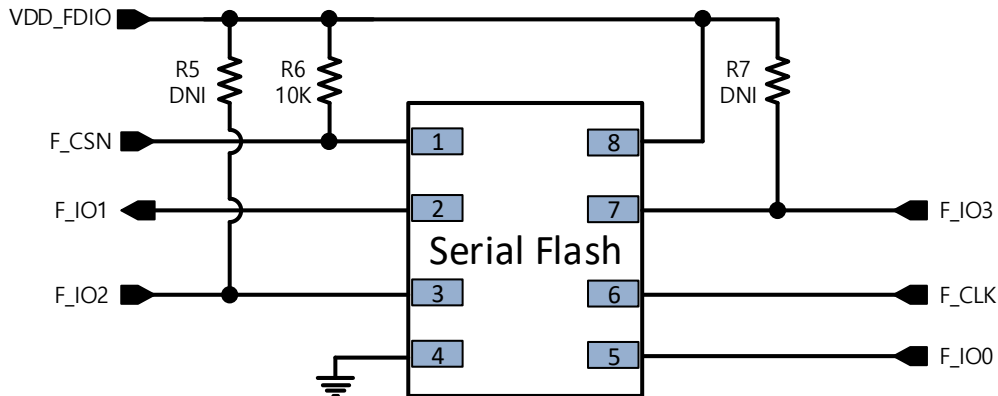 VDD_FDIO
R5
DNI
R6
10K
R7
DNI
F_CSN
1
8
F_IO1
2
7
F_IO3
Serial Flash
F_IO2
3
6
F_CLK
4
5
F_IO0